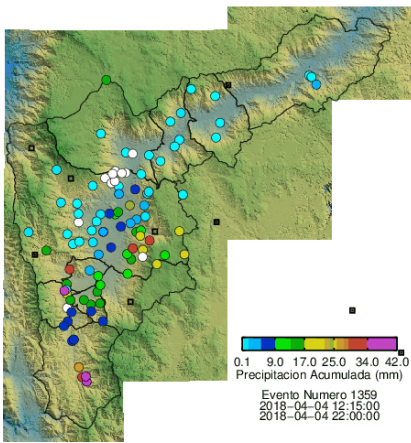 0.1 9.0 17.0 25.0 34.0 42.0
Precipitacion Acumulada (mm)
Evento Numero 1359
2018-04-04 12:15:00
2018-04-04 22:00:00